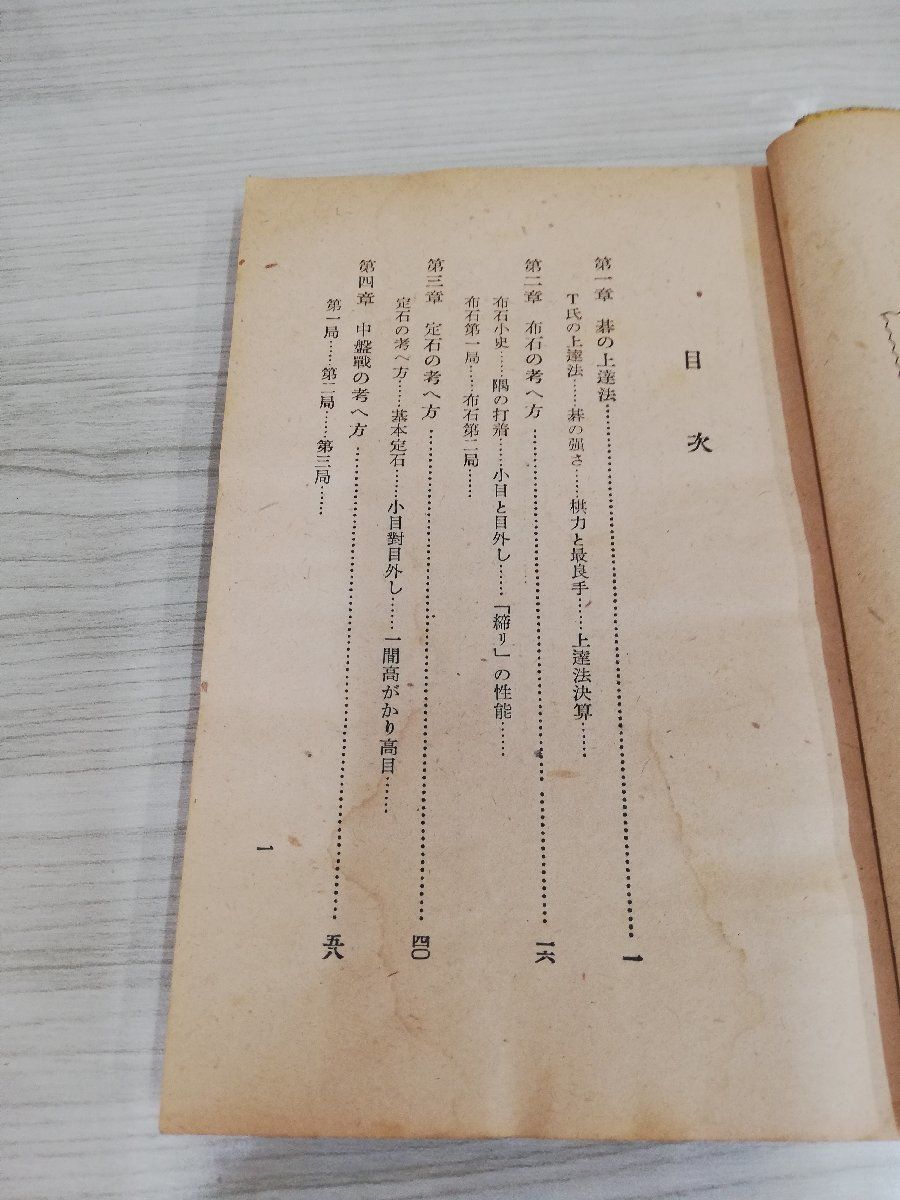 目次
第一章 碁の上達法……………………一
T氏の上達法……碁の强さ……棋力と最良手……上達法決算……
第二章 布石の考へ方……………………一六
布石小史……隅の打着……小目と目外し……「締り」の性能……
布石第一局……布石第二局……
第三章 定石の考へ方……………………四〇
定石の考へ方……基本定石……小目對目外し……一間高がかり高目……
第四章 中盤戰の考へ方……………………五八
第一局……第二局……第三局……
一